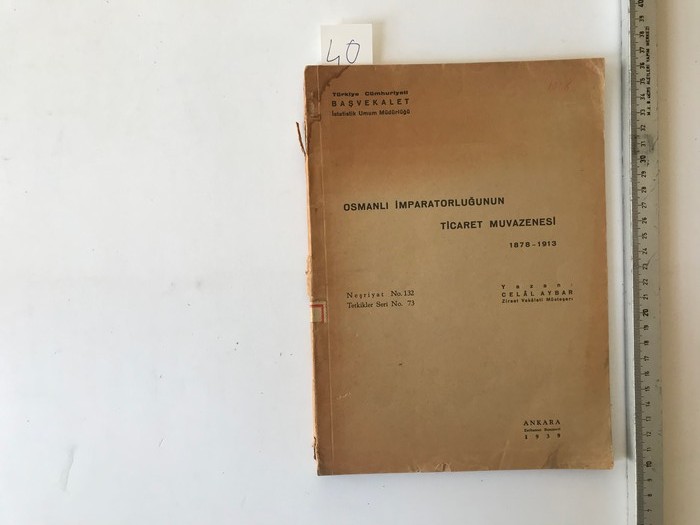 40
Türkiye Cümhuriyeti
BAŞVEKALET
İstatistik Umum Müdürlüğü
OSMANLI İMPARATORLUĞUNUN
TİCARET MUVAZENESİ
1878-1913
Neşriyat No. 132
Tetkikler Seri No. 73
Yazan
CELÂL AYBAR
Ziraat Vekâleti Müsteşarı
ANKARA
1939